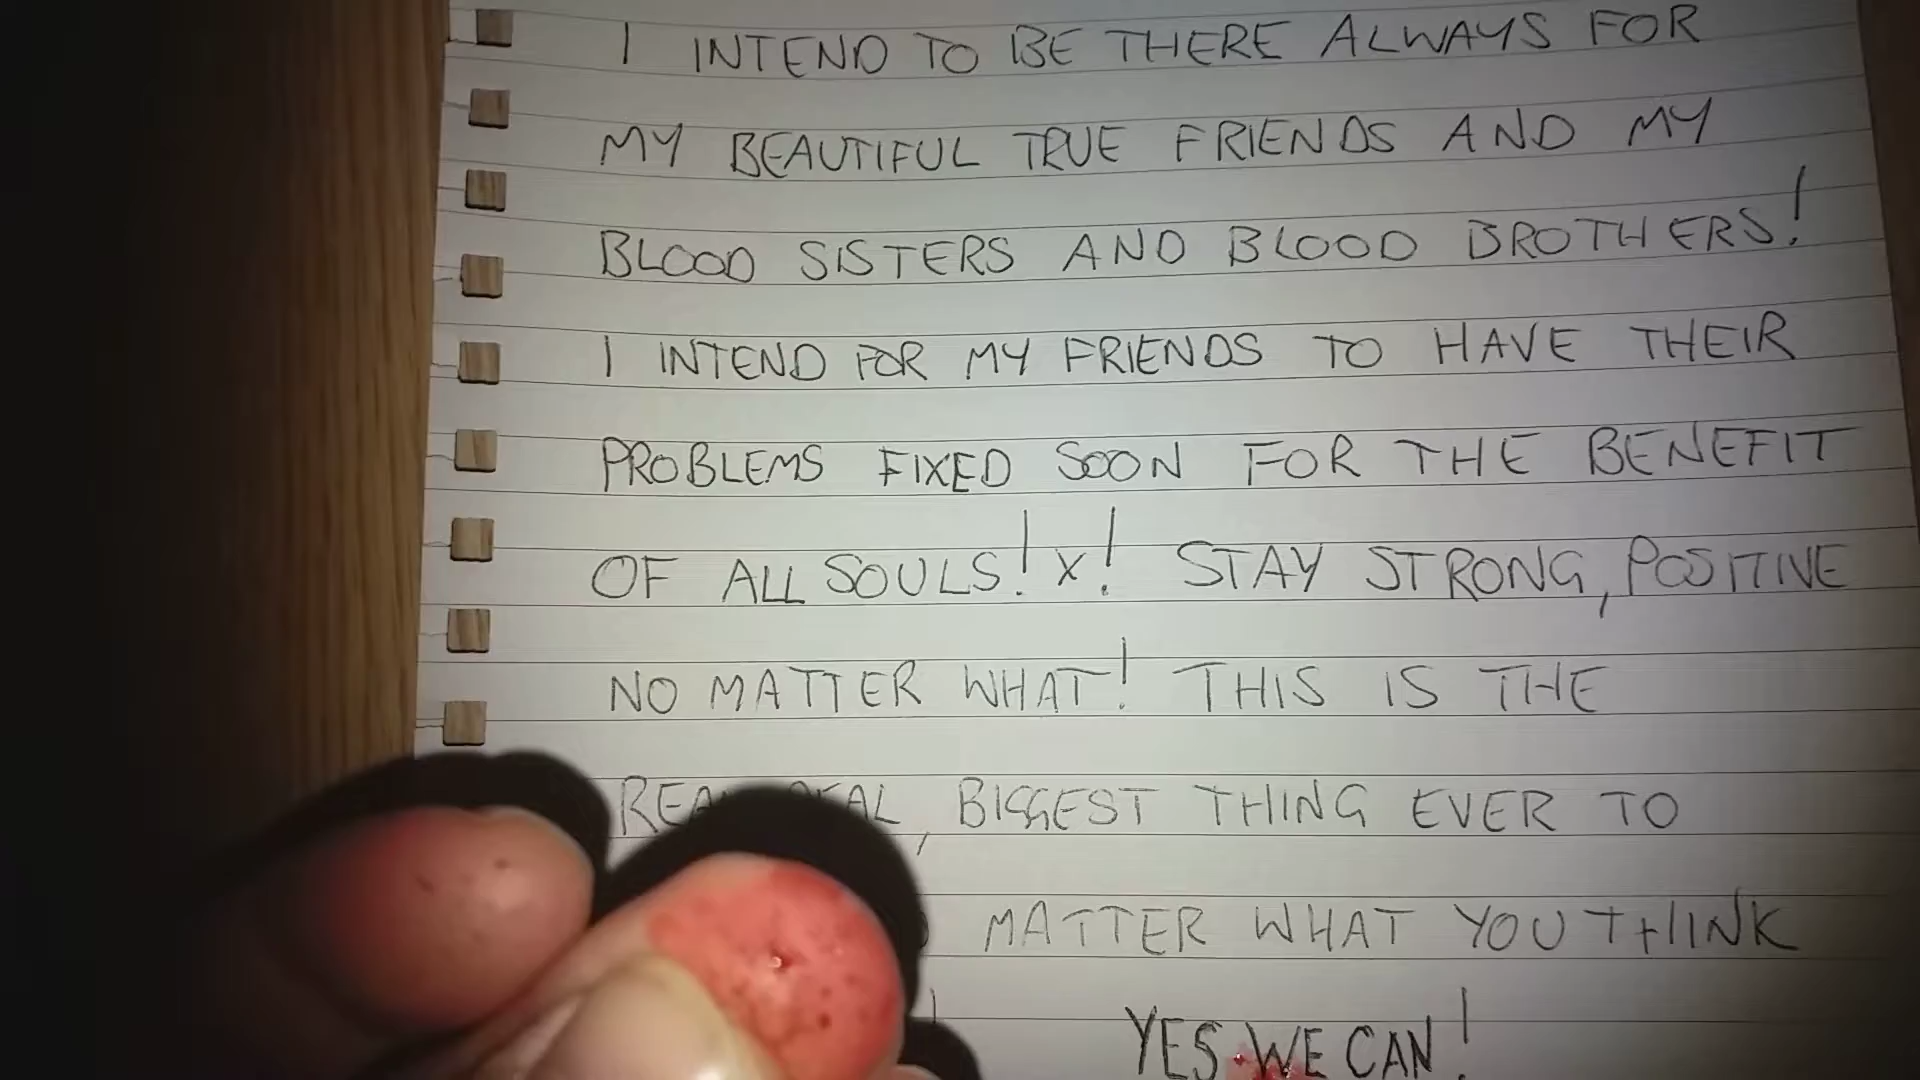 I INTEND TO BE THERE ALWAYS FOR
MY BEAUTIFUL TRUE FRIENDS AND MY
BLOOD SISTERS AND BLOOD BROTHERS!
I INTEND FOR MY FRIENDS TO HAVE THEIR
PROBLEMS FIXED SOON FOR THE BENEFIT
OF ALL SOULS! X! STAY STRONG, POSITIVE
NO MATTER WHAT! THIS IS THE
BIGGEST THING EVER TO
MATTER WHAT YOU THINK
YES WE CAN!